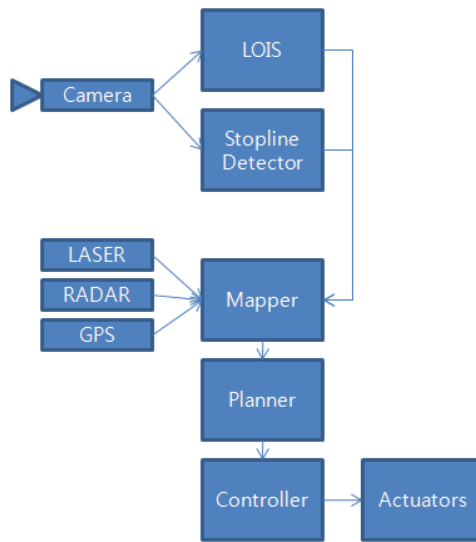 LOIS
Camera
Stopline
Detector
LASER
RADAR
GPS
Mapper
Planner
Controller
Actuators